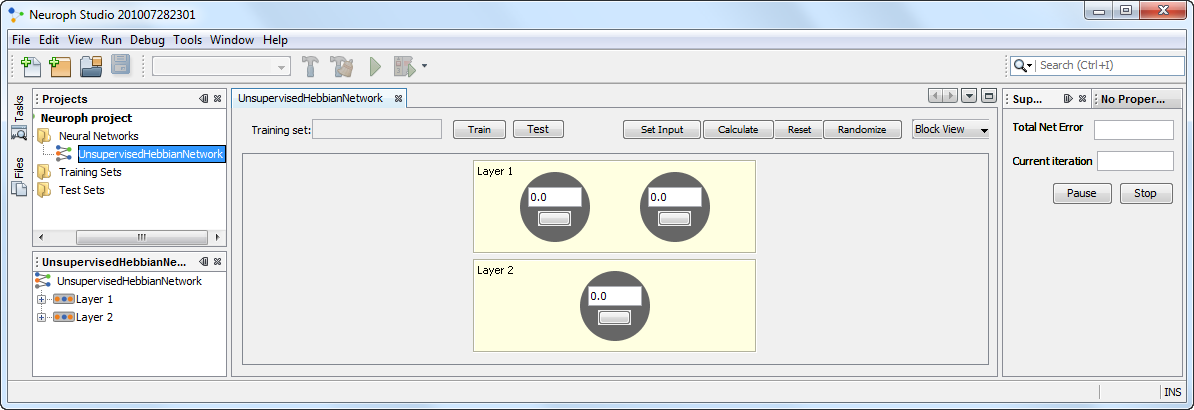 Neuroph Studio 201007282301
File Edit View Run Debug Tools Window Help
Search (Ctrl+I)
Tasks
Files
Projects
Neuroph project
Neural Networks
UnsupervisedHebbianNetwork
Training Sets
Test Sets
UnsupervisedHebbianNe...
UnsupervisedHebbianNetwork
Layer 1
Layer 2
UnsupervisedHebbianNetwork
Training set: Train Test Set Input Calculate Reset Randomize Block View
Layer 1
0.0 0.0
Layer 2
0.0
Sup... No Proper...
Total Net Error
Current iteration
Pause Stop
INS